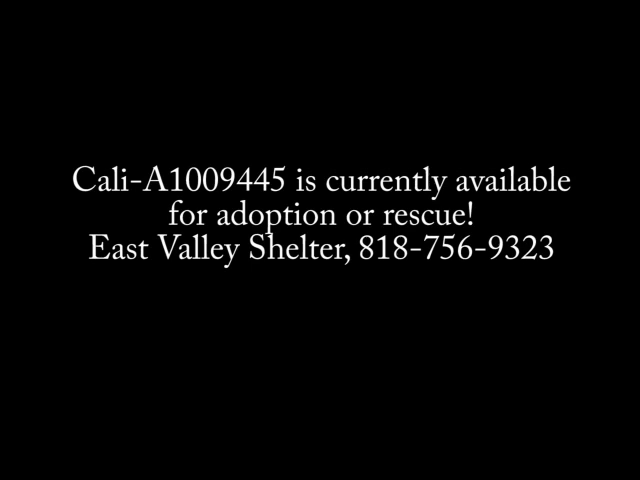 Cali-A1009445 is currently available
for adoption or rescue!
East Valley Shelter, 818-756-9323